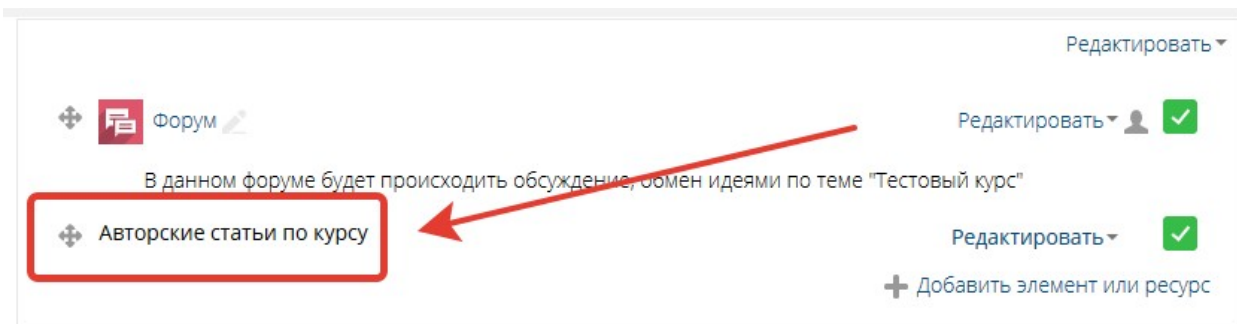 Редактировать
Форум Редактировать
В данном форуме будет происходить обсуждение, обмен идеями по теме "Тестовый курс"
Авторские статьи по курсу Редактировать
Добавить элемент или ресурс